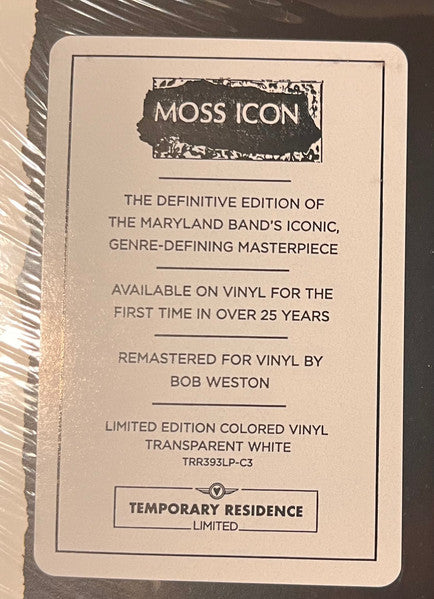 MOSS ICON
THE DEFINITIVE EDITION OF
THE MARYLAND BAND'S ICONIC,
GENRE-DEFINING MASTERPIECE
AVAILABLE ON VINYL FOR THE
FIRST TIME IN OVER 25 YEARS
REMASTERED FOR VINYL BY
BOB WESTON
LIMITED EDITION COLORED VINYL
TRANSPARENT WHITE
TRR393LP-C3
TEMPORARY RESIDENCE
LIMITED